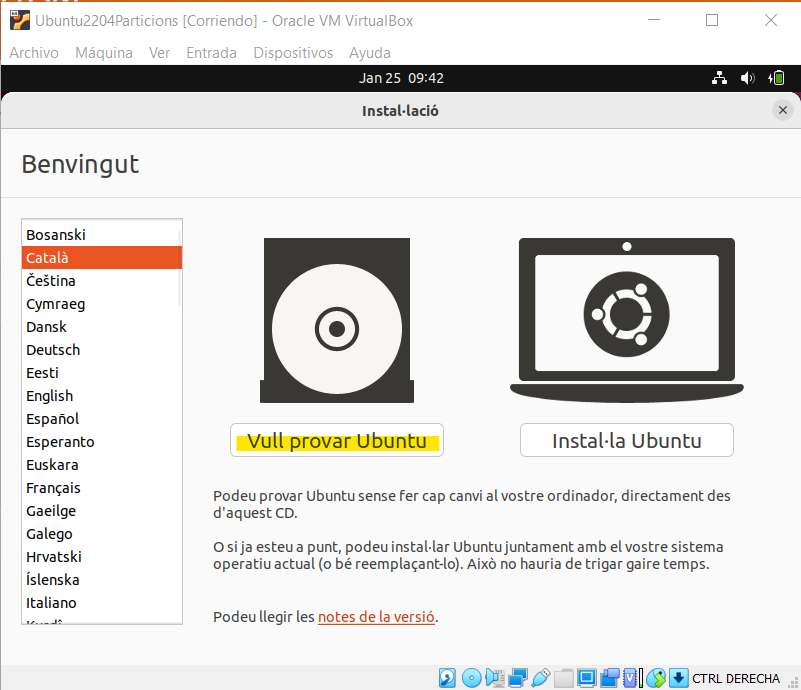 Ubuntu2204Particions [Corriendo] - Oracle VM VirtualBox
Archivo Máquina Ver Entrada Dispositivos Ayuda
Jan 25 09:42
Instal·lació
Benvingut
Bosanski
Català
Čeština
Cymraeg
Dansk
Deutsch
Eesti
English
Español
Esperanto
Euskara
Français
Gaeilge
Galego
Hrvatski
Íslenska
Italiano
Vull provar Ubuntu
Instal·la Ubuntu
Podeu provar Ubuntu sense fer cap canvi al vostre ordinador, directament des
d'aquest CD.
O si ja esteu a punt, podeu instal·lar Ubuntu juntament amb el vostre sistema
operatiu actual (o bé reemplaçant-lo). Això no hauria de trigar gaire temps.
Podeu llegir les notes de la versió.
CTRL DERECHA